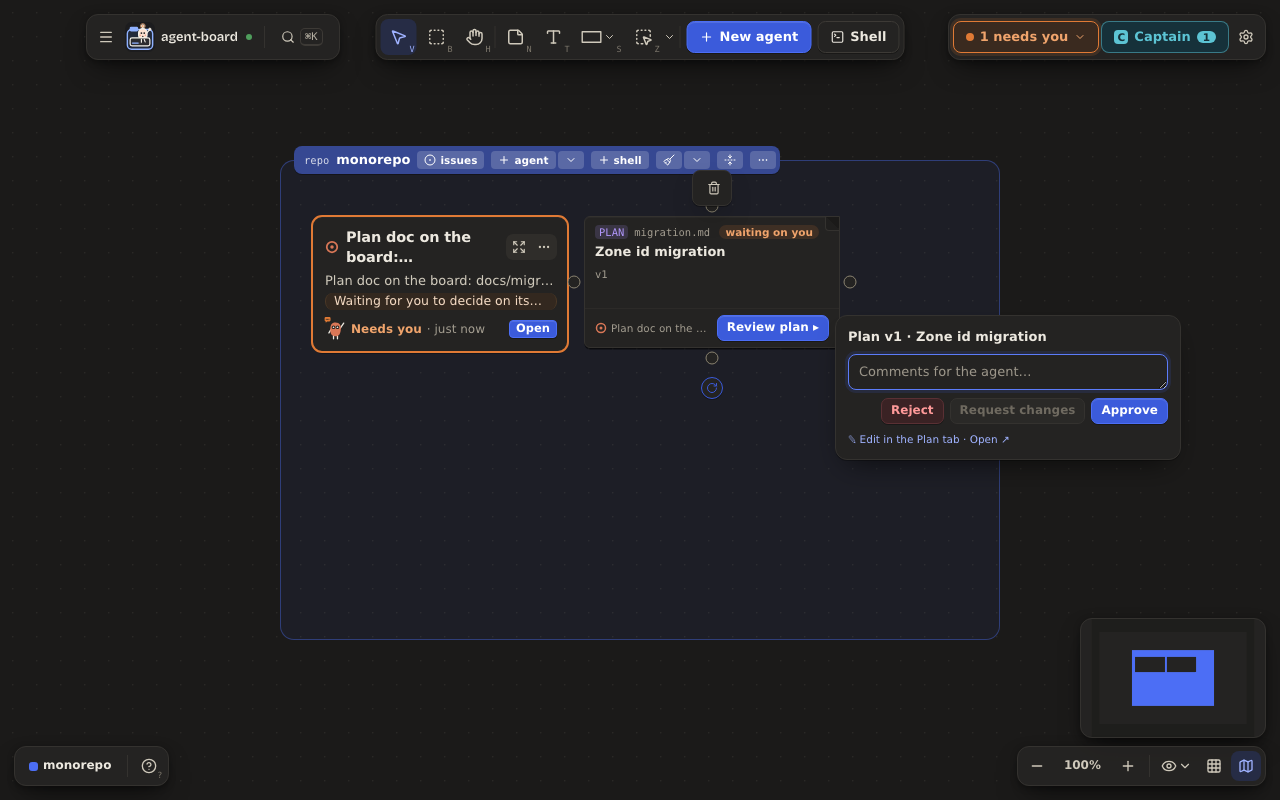 agent-board
⌘K
V
B
H
N
T
S
Z
New agent
Shell
1 needs you
C Captain 1
repo monorepo
issues
+ agent
+ shell
Plan doc on the board:...
Plan doc on the board: docs/migr...
Waiting for you to decide on its...
Needs you · just now
Open
PLAN migration.md waiting on you
Zone id migration
v1
Plan doc on the ...
Review plan ▸
Plan v1 · Zone id migration
Comments for the agent...
Reject
Request changes
Approve
✎ Edit in the Plan tab · Open ↗
monorepo
?
100%